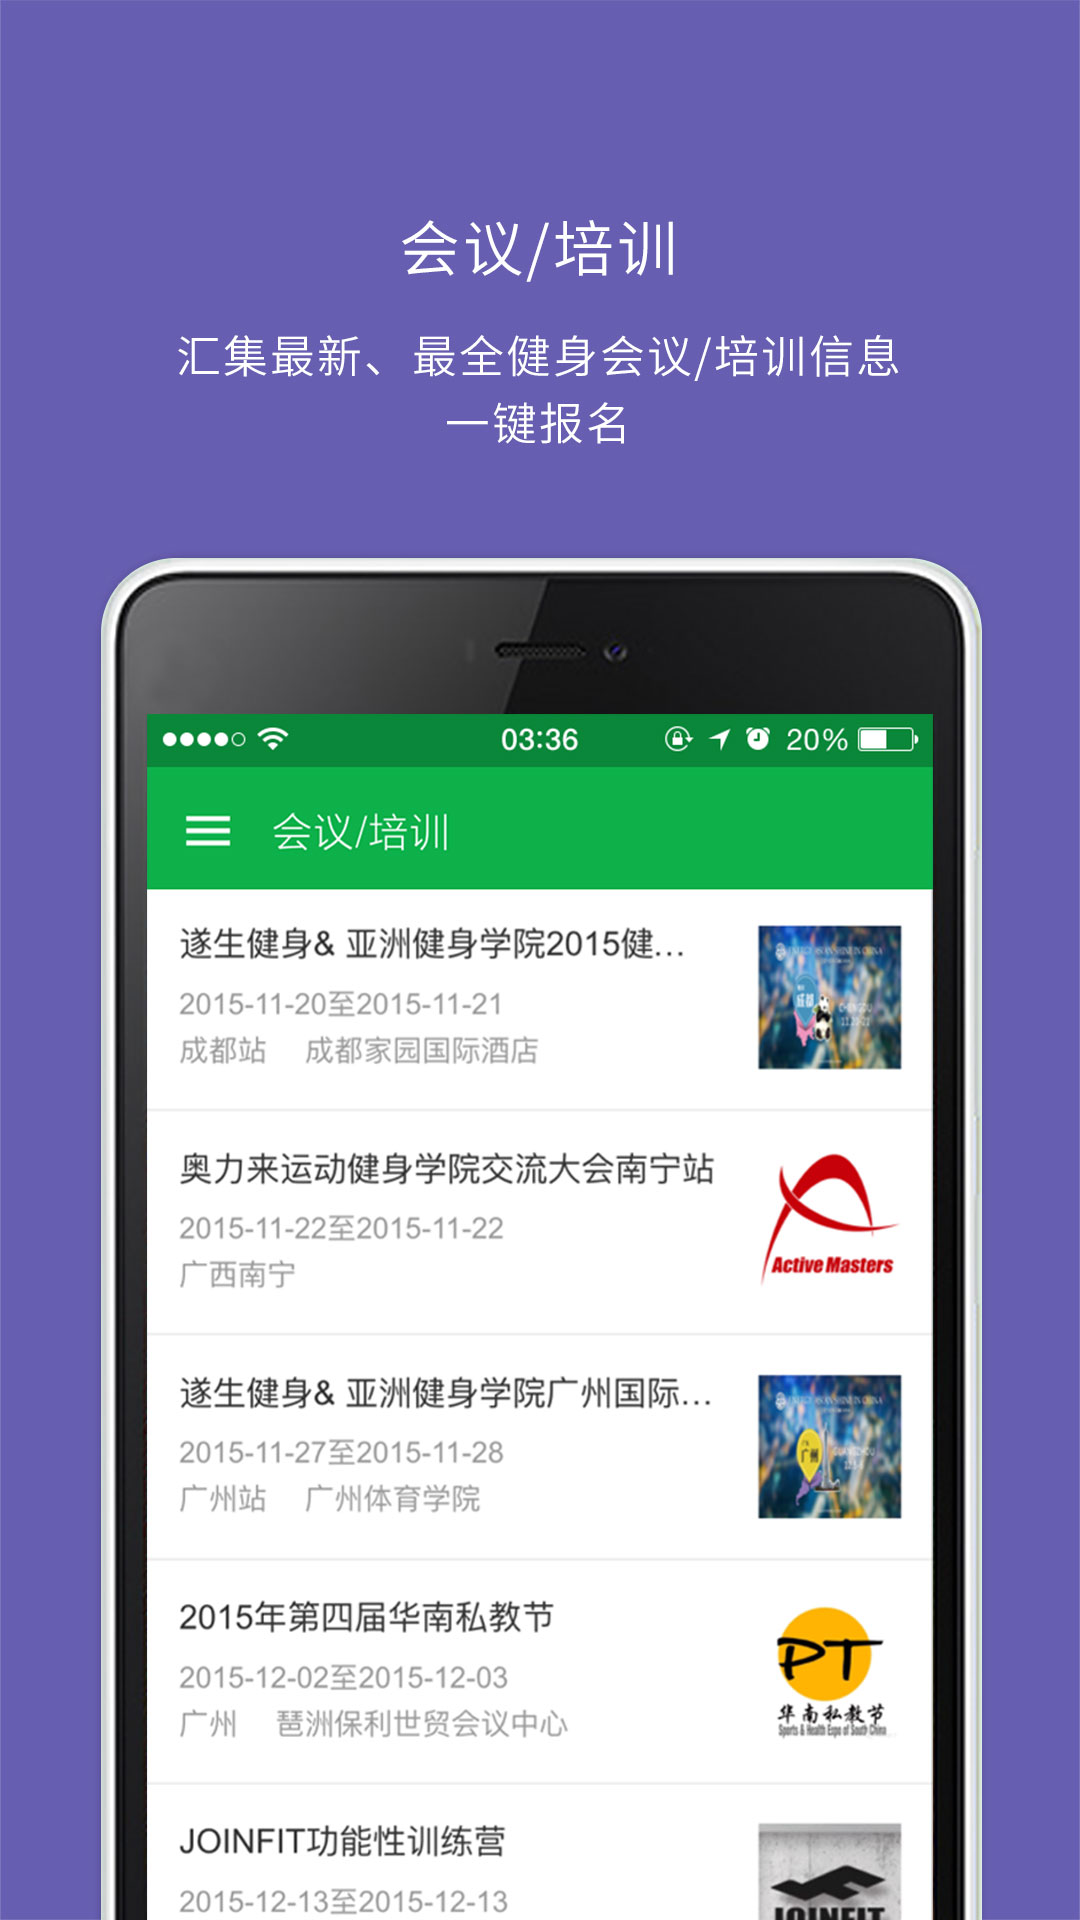 会议/培训
汇集最新、最全健身会议/培训信息
一键报名
03:36
20%
会议/培训
遂生健身& 亚洲健身学院2015健...
2015-11-20至2015-11-21
成都站 成都家园国际酒店
成都
CHENGDU
11.20-21
奥力来运动健身学院交流大会南宁站
2015-11-22至2015-11-22
广西南宁
Active Masters
遂生健身& 亚洲健身学院广州国际...
2015-11-27至2015-11-28
广州站 广州体育学院
广州
GUANGZHOU
2015年第四届华南私教节
2015-12-02至2015-12-03
广州 琶洲保利世贸会议中心
PT
华南私教节
Sports & Health Expo of South China
JOINFIT功能性训练营
2015-12-13至2015-12-13
JOINFIT